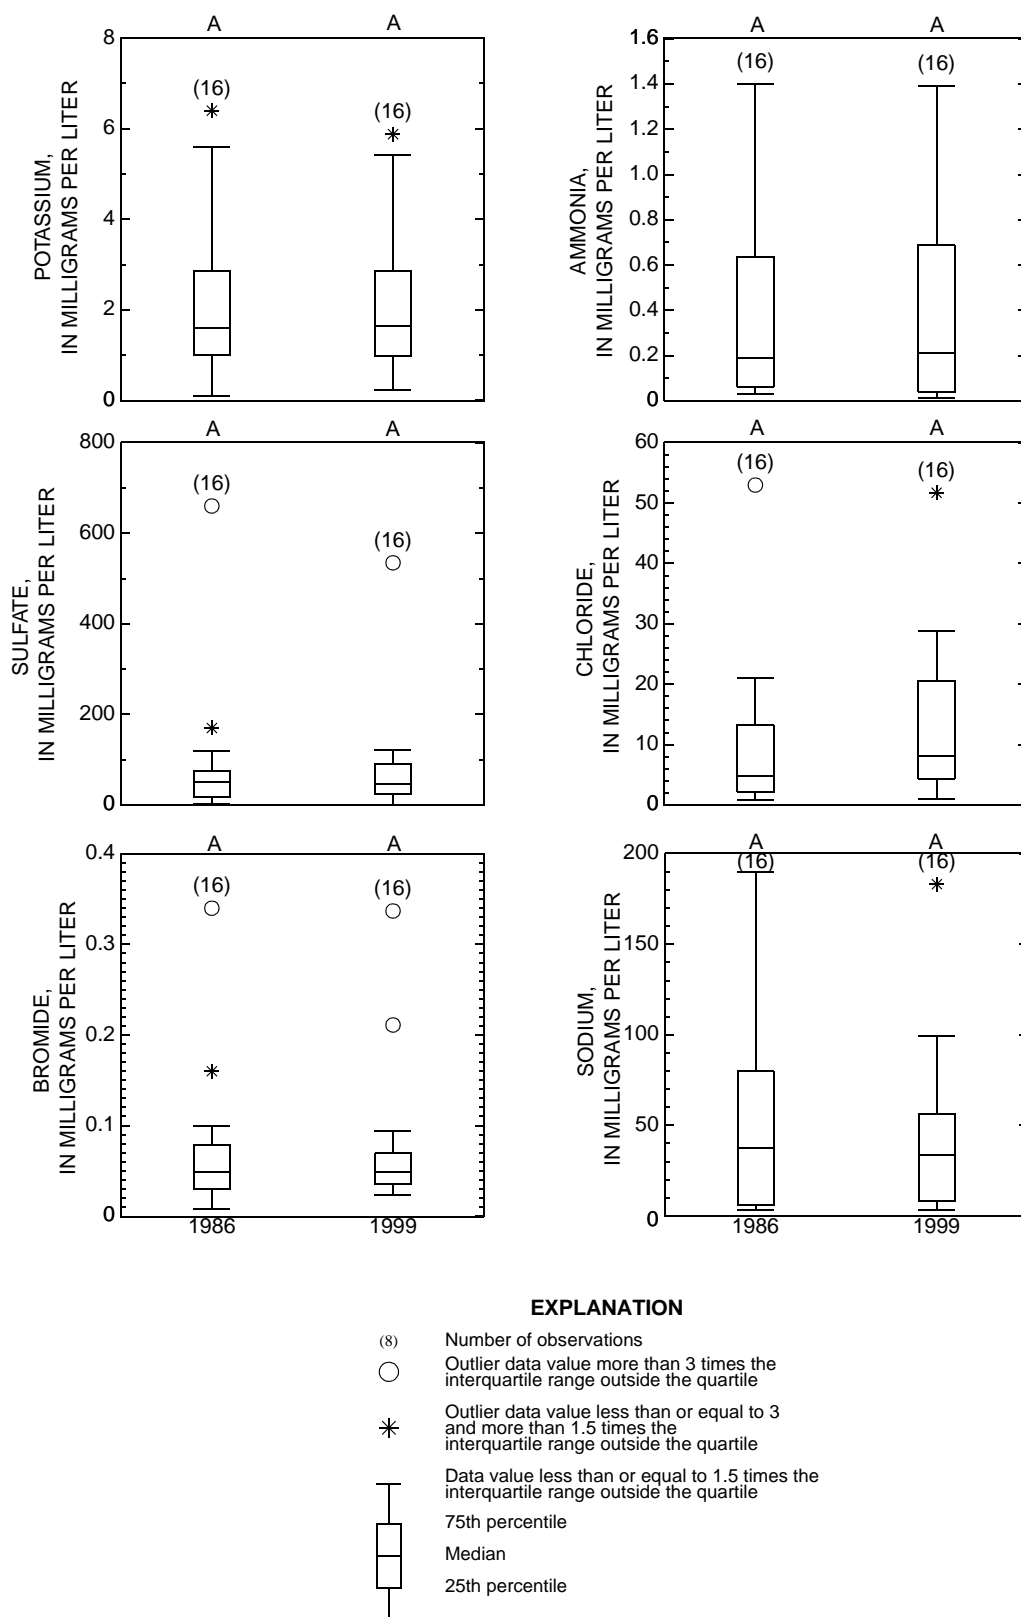 A A
8
6
4
2
0
(16)
(16)
POTASSIUM,
IN MILLIGRAMS PER LITER
A A
1.6
1.4
1.2
1.0
0.8
0.6
0.4
0.2
0
(16) (16)
AMMONIA,
IN MILLIGRAMS PER LITER
A A
800
600
400
200
0
(16)
(16)
SULFATE,
IN MILLIGRAMS PER LITER
A A
60
50
40
30
20
10
0
(16) (16)
CHLORIDE,
IN MILLIGRAMS PER LITER
A A
0.4
0.3
0.2
0.1
0
(16) (16)
BROMIDE,
IN MILLIGRAMS PER LITER
1986 1999
A A
200
150
100
50
0
(16) (16)
SODIUM,
IN MILLIGRAMS PER LITER
1986 1999
EXPLANATION
(8) Number of observations
Outlier data value more than 3 times the
interquartile range outside the quartile
Outlier data value less than or equal to 3
and more than 1.5 times the
interquartile range outside the quartile
Data value less than or equal to 1.5 times the
interquartile range outside the quartile
75th percentile
Median
25th percentile